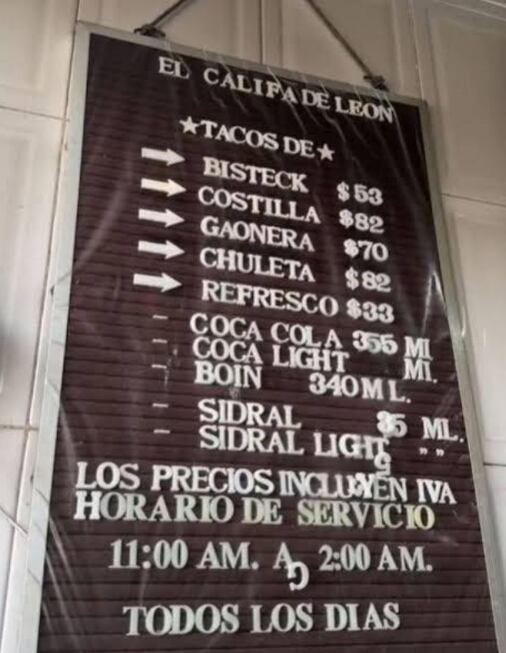 EL CALIFA DE LEON
★TACOS DE★
BISTECK $53
COSTILLA $82
GAONERA $70
CHULETA $82
REFRESCO $33
– COCA COLA 355 Ml
– COCA LIGHT Ml.
– BOIN 340 M L.
– SIDRAL 35 ML.
– SIDRAL LIGHT " "
LOS PRECIOS INCLUYEN IVA
HORARIO DE SERVICIO
11:00 AM. A 2:00 AM.
TODOS LOS DIAS